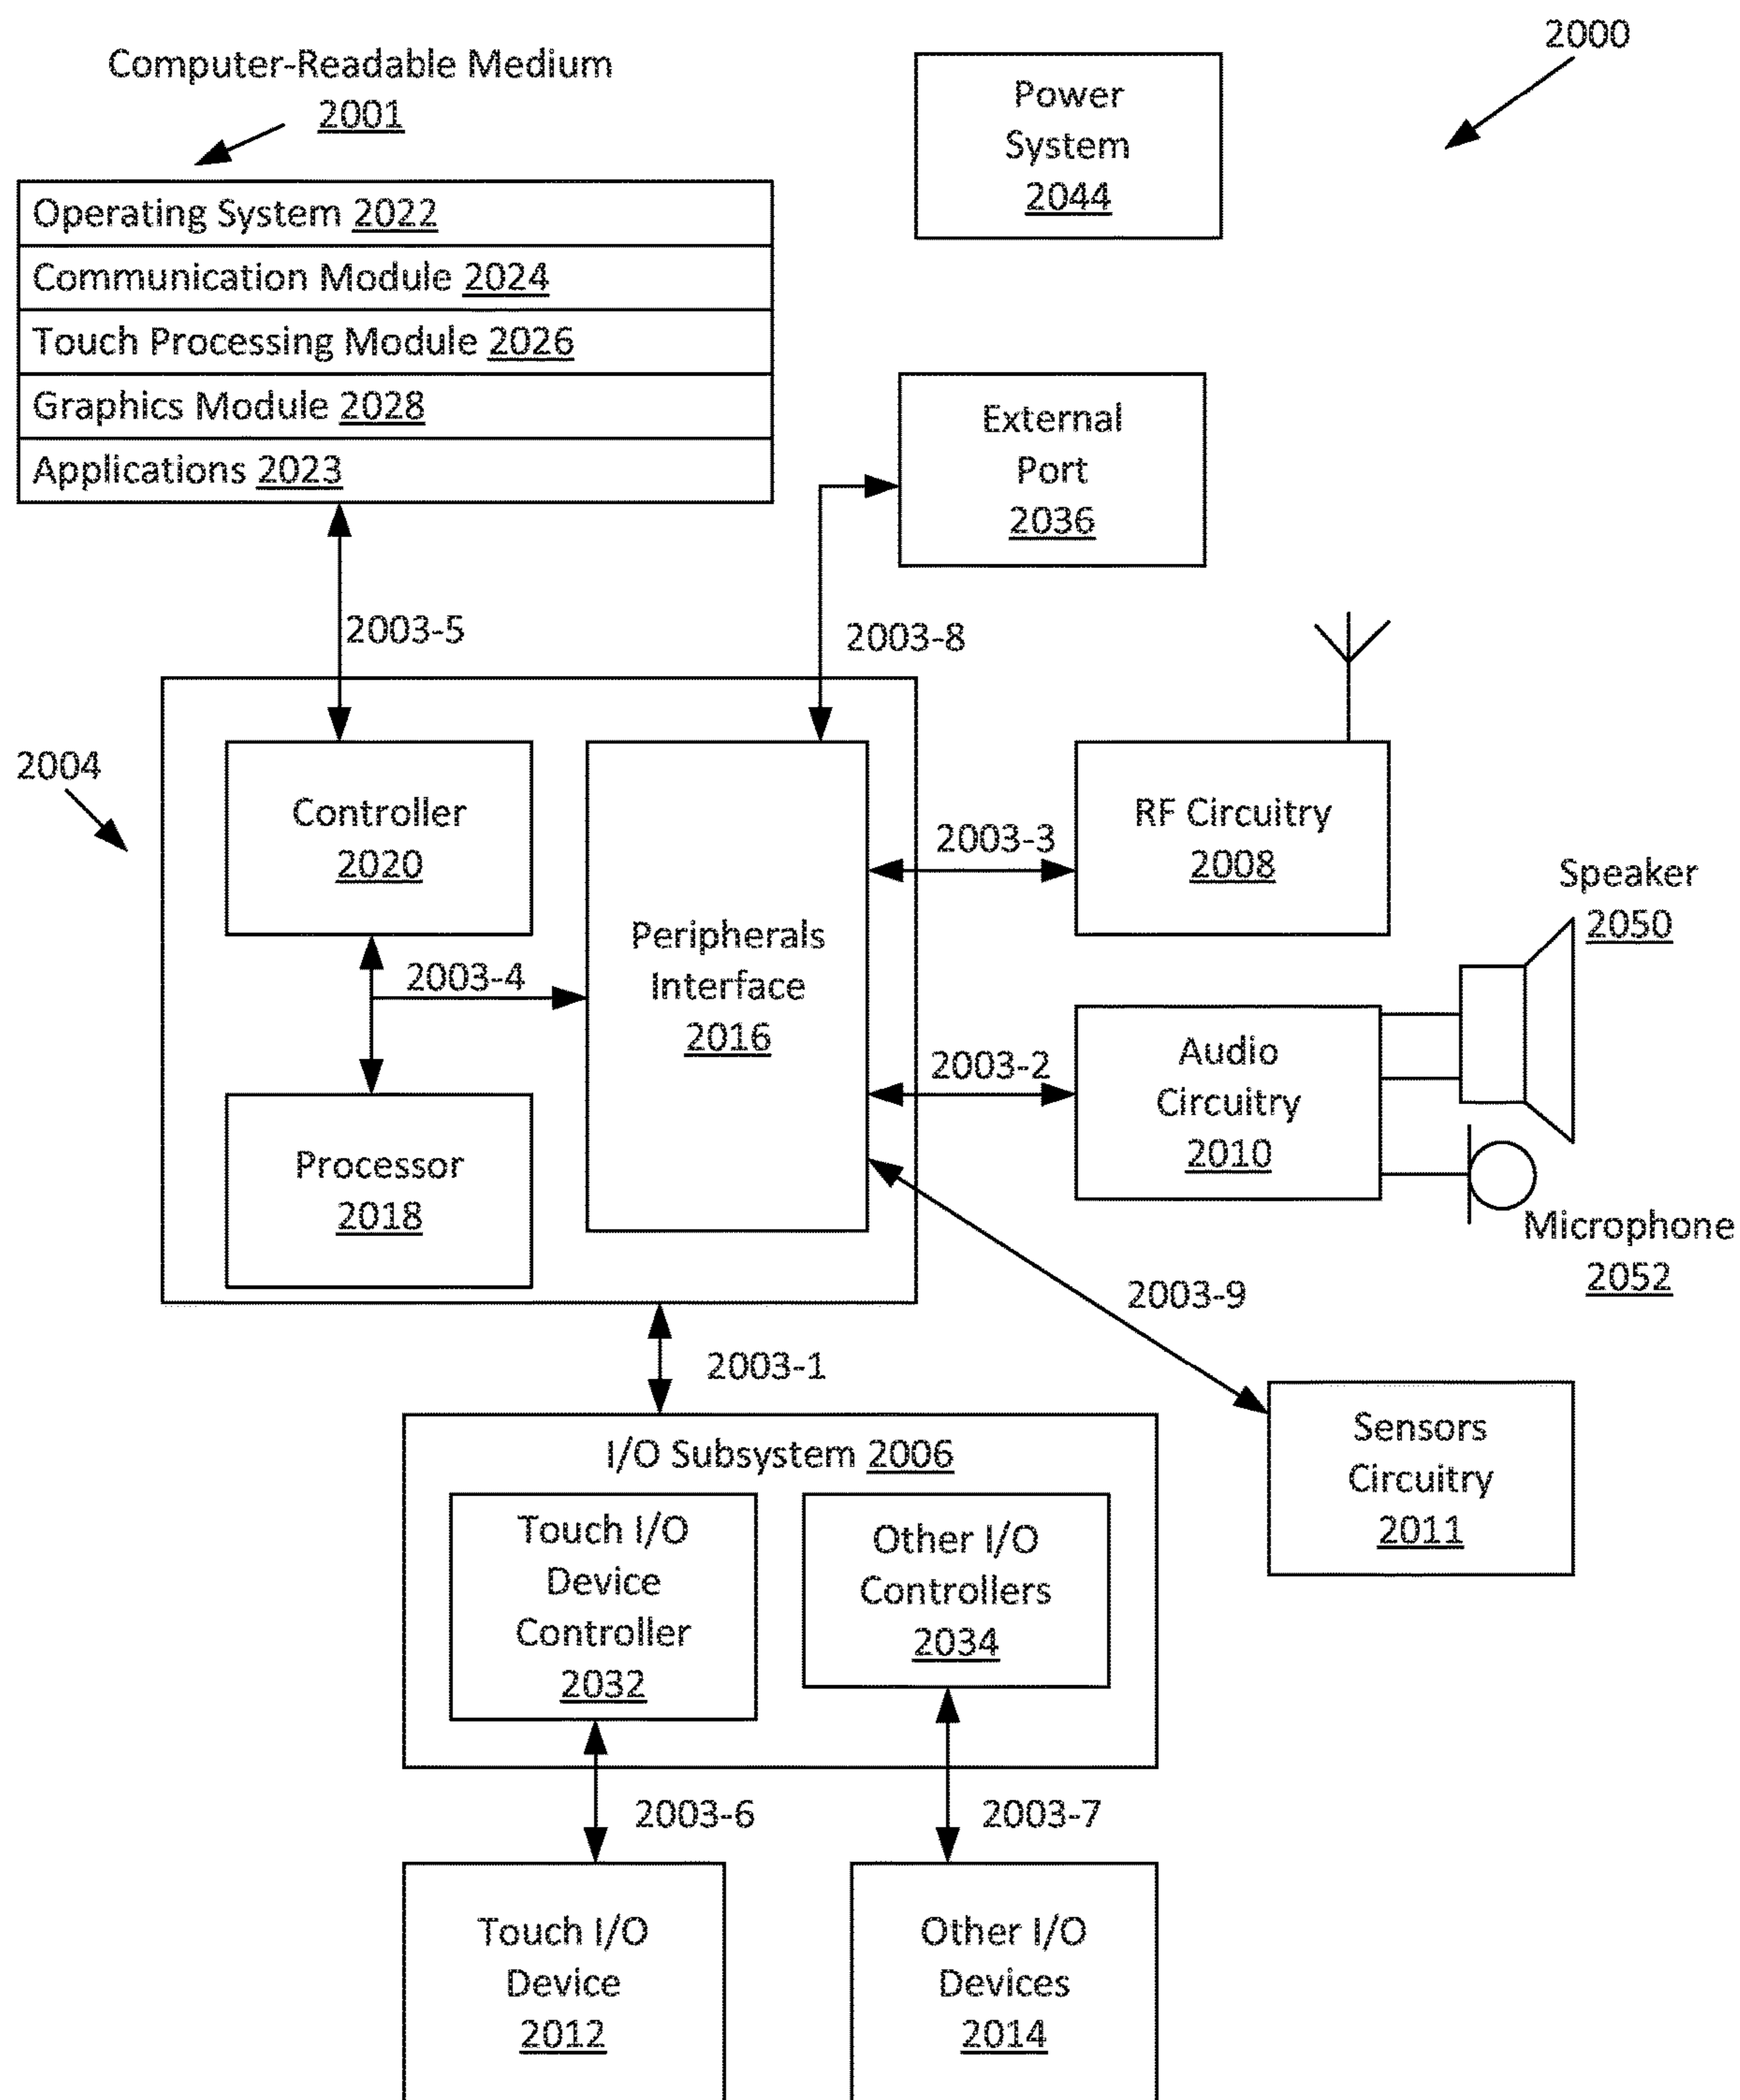 2000
Computer-Readable Medium
2001
Power
System
2044
Operating System 2022
Communication Module 2024
Touch Processing Module 2026
Graphics Module 2028
Applications 2023
External
Port
2036
2003-5
2003-8
2004
Controller
2020
RF Circuitry
2008
2003-3
Speaker
2050
Peripherals
Interface
2016
2003-4
2003-2
Audio
Circuitry
2010
Processor
2018
Microphone
2052
2003-9
2003-1
Sensors
Circuitry
2011
I/O Subsystem 2006
Touch I/O
Device
Controller
2032
Other I/O
Controllers
2034
2003-6
2003-7
Touch I/O
Device
2012
Other I/O
Devices
2014